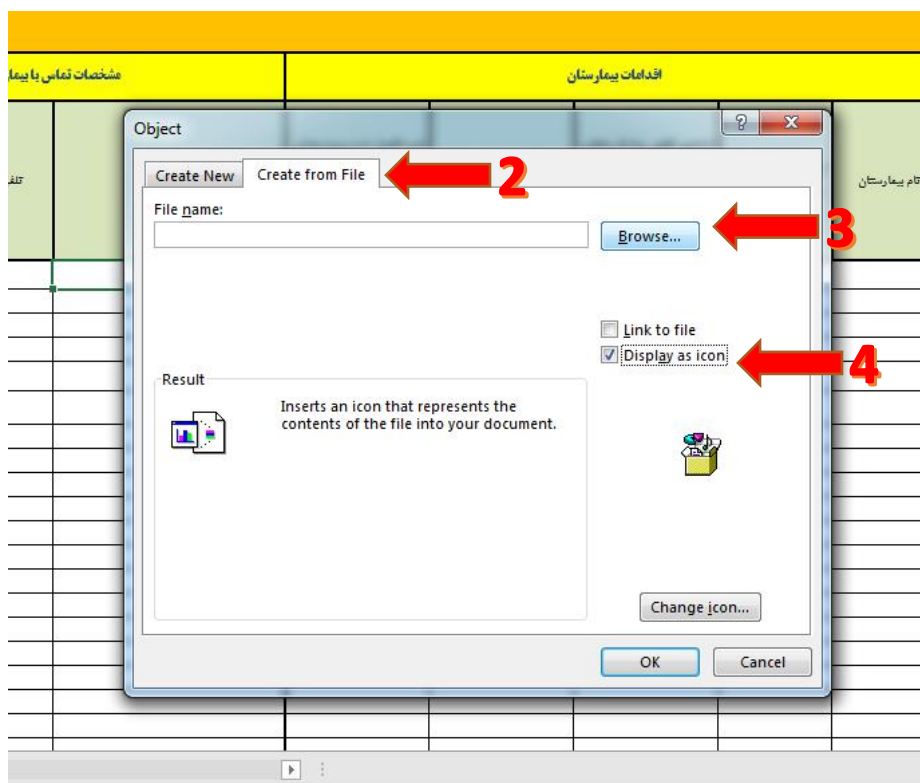 اقدامات بیمارستان
مشخصات تماس با بیما
نام بیمارستان
تلف
Object
Create New
Create from File
2
File name:
Browse...
3
Link to file
Display as icon
4
Result
Inserts an icon that represents the
contents of the file into your document.
Change icon...
OK
Cancel